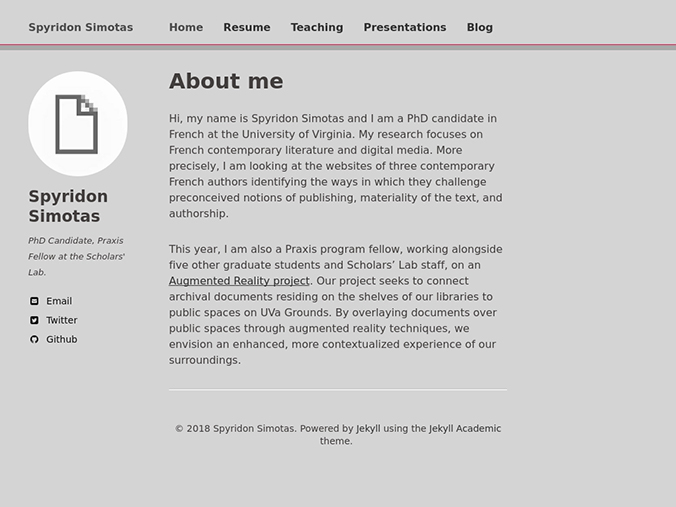 Spyridon Simotas
Home Resume Teaching Presentations Blog
Spyridon
Simotas
PhD Candidate, Praxis
Fellow at the Scholars'
Lab.
Email
Twitter
Github
About me
Hi, my name is Spyridon Simotas and I am a PhD candidate in
French at the University of Virginia. My research focuses on
French contemporary literature and digital media. More
precisely, I am looking at the websites of three contemporary
French authors identifying the ways in which they challenge
preconceived notions of publishing, materiality of the text, and
authorship.
This year, I am also a Praxis program fellow, working alongside
five other graduate students and Scholars’ Lab staff, on an
Augmented Reality project. Our project seeks to connect
archival documents residing on the shelves of our libraries to
public spaces on UVa Grounds. By overlaying documents over
public spaces through augmented reality techniques, we
envision an enhanced, more contextualized experience of our
surroundings.
© 2018 Spyridon Simotas. Powered by Jekyll using the Jekyll Academic
theme.